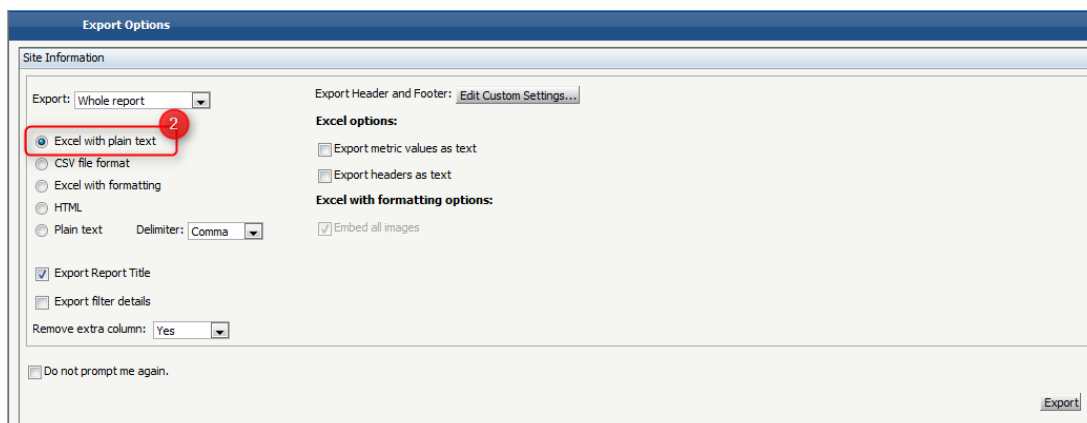 Export Options
Site Information
Export: Whole report
2
Excel with plain text
CSV file format
Excel with formatting
HTML
Plain text Delimiter: Comma
Export Report Title
Export filter details
Remove extra column: Yes
Export Header and Footer: Edit Custom Settings...
Excel options:
Export metric values as text
Export headers as text
Excel with formatting options:
Embed all images
Do not prompt me again.
Export